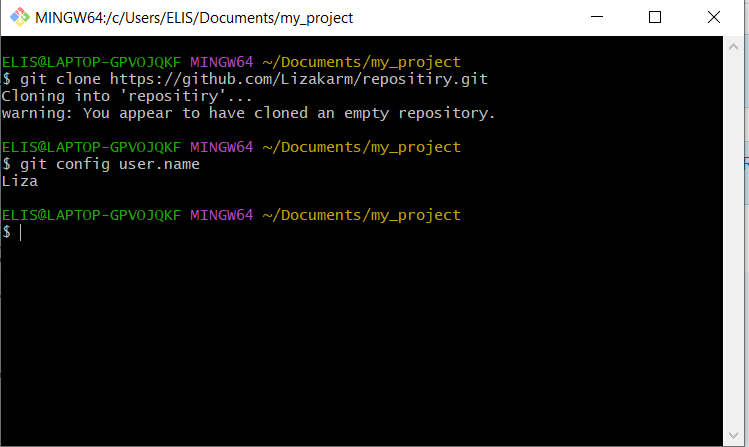 MINGW64:/c/Users/ELIS/Documents/my_project
ELIS@LAPTOP-GPVOJQKF MINGW64 ~/Documents/my_project
$ git clone https://github.com/Lizakarm/repositiry.git
Cloning into 'repositiry'...
warning: You appear to have cloned an empty repository.
ELIS@LAPTOP-GPVOJQKF MINGW64 ~/Documents/my_project
$ git config user.name
Liza
ELIS@LAPTOP-GPVOJQKF MINGW64 ~/Documents/my_project
$